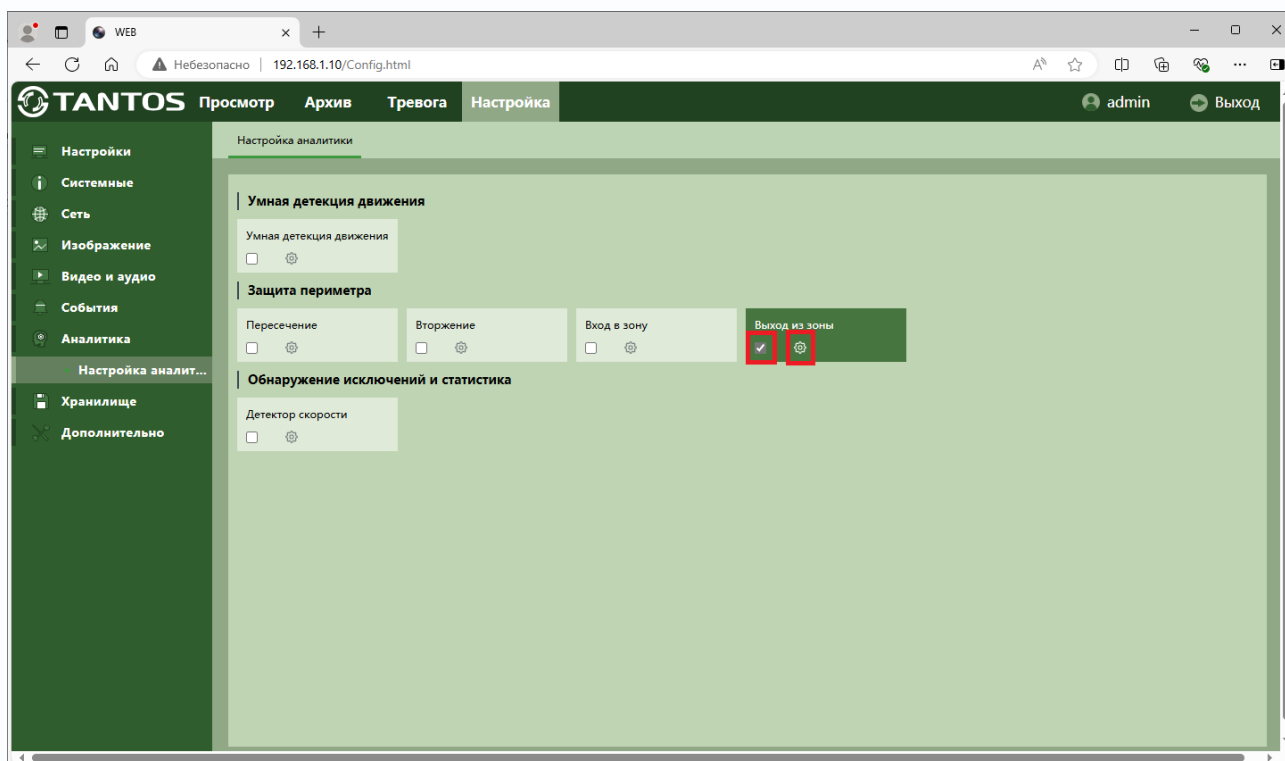 WEB
Небезопасно 192.168.1.10/Config.html
TANTOS Просмотр Архив Тревога Настройка admin Выход
Настройки
Системные
Сеть
Изображение
Видео и аудио
События
Аналитика
Настройка аналит...
Хранилище
Дополнительно
Настройка аналитики
Умная детекция движения
Умная детекция движения
Защита периметра
Пересечение Вторжение Вход в зону Выход из зоны
Обнаружение исключений и статистика
Детектор скорости